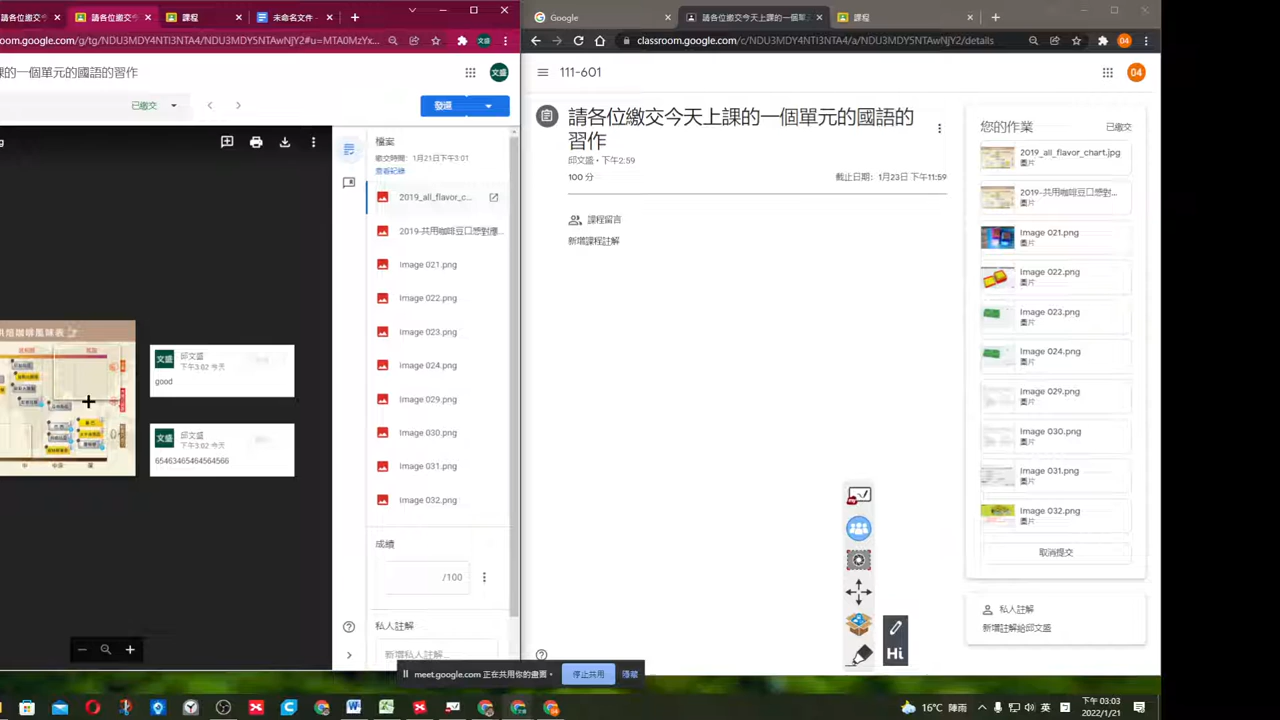 請各位繳交
請各位繳交今
課程
未命名文件 -
oom.google.com/g/tg/NDU3MDY4NTI3NTA4/NDU3MDY5NTAwNjY2#u=MTA0MzYx...
文盛
課的一個單元的國語的習作
文盛
已繳交
發還
檔案
繳交時間: 1月21日下午3:01
查看記錄
2019_all_flavor_c...
2019-共用咖啡豆口感對應...
Image 021.png
Image 022.png
Image 023.png
Image 024.png
Image 029.png
Image 030.png
Image 031.png
Image 032.png
文盛
邱文盛
下午3:02 今天
good
文盛
邱文盛
下午3:02 今天
65463465464564566
成績
/100
私人註解
新增私人註解...
Google
請各位繳交今天上課的一個單元
課程
classroom.google.com/c/NDU3MDY4NTI3NTA4/a/NDU3MDY5NTAwNjY2/details
04
111-601
04
請各位繳交今天上課的一個單元的國語的
習作
邱文盛 • 下午2:59
100 分
截止日期: 1月23日 下午11:59
課程留言
新增課程註解
您的作業
已繳交
2019_all_flavor_chart.jpg
圖片
2019-共用咖啡豆口感對...
圖片
Image 021.png
圖片
Image 022.png
圖片
Image 023.png
圖片
Image 024.png
圖片
Image 029.png
圖片
Image 030.png
圖片
Image 031.png
圖片
Image 032.png
圖片
取消提交
私人註解
新增註解給邱文盛
Hi
meet.google.com 正在共用你的畫面。
停止共用
隱藏
16°C 陣雨
英
下午 03:03
2022/1/21